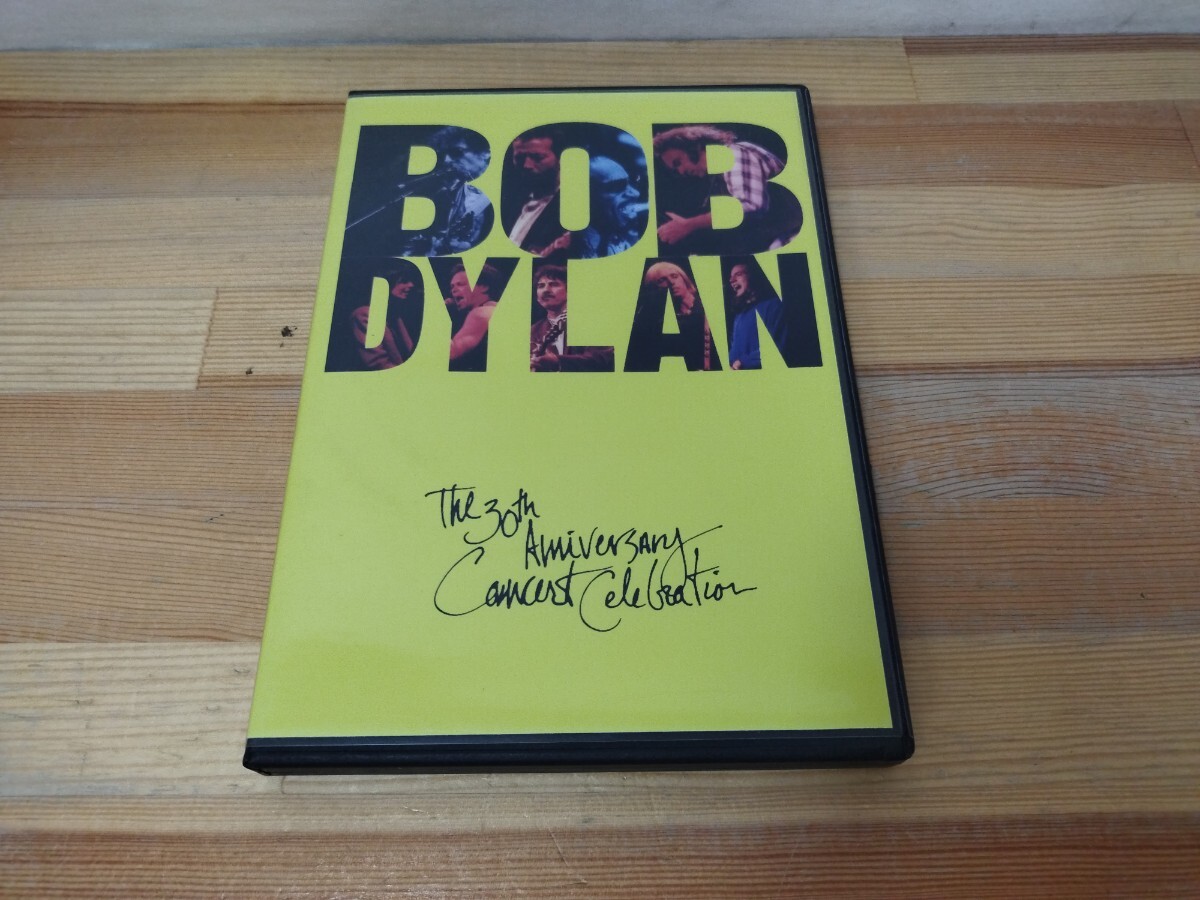 BOB
DYLAN
The 30th
Anniversary
Concert Celebration